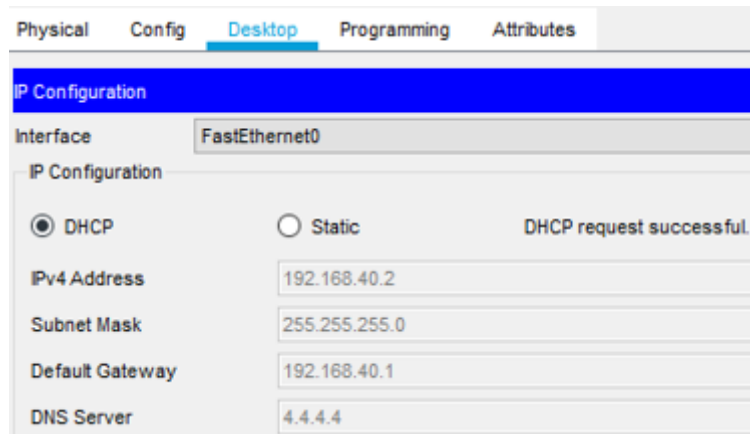 Physical Config Desktop Programming Attributes
IP Configuration
Interface FastEthernet0
IP Configuration
DHCP Static DHCP request successful.
IPv4 Address 192.168.40.2
Subnet Mask 255.255.255.0
Default Gateway 192.168.40.1
DNS Server 4.4.4.4